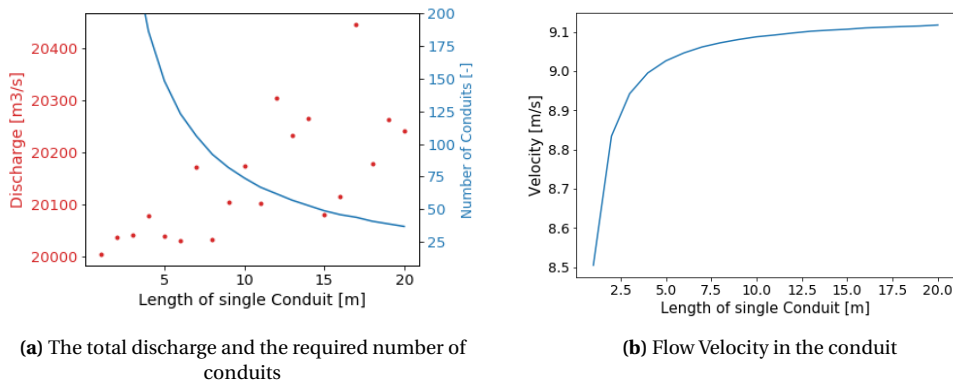 20400
20300
20200
20100
20000
Discharge [m3/s]
200
175
150
125
100
75
50
25
Number of Conduits [-]
5 10 15 20
Length of single Conduit [m]
(a) The total discharge and the required number of
conduits
9.1
9.0
8.9
8.8
8.7
8.6
8.5
Velocity [m/s]
2.5 5.0 7.5 10.0 12.5 15.0 17.5 20.0
Length of single Conduit [m]
(b) Flow Velocity in the conduit